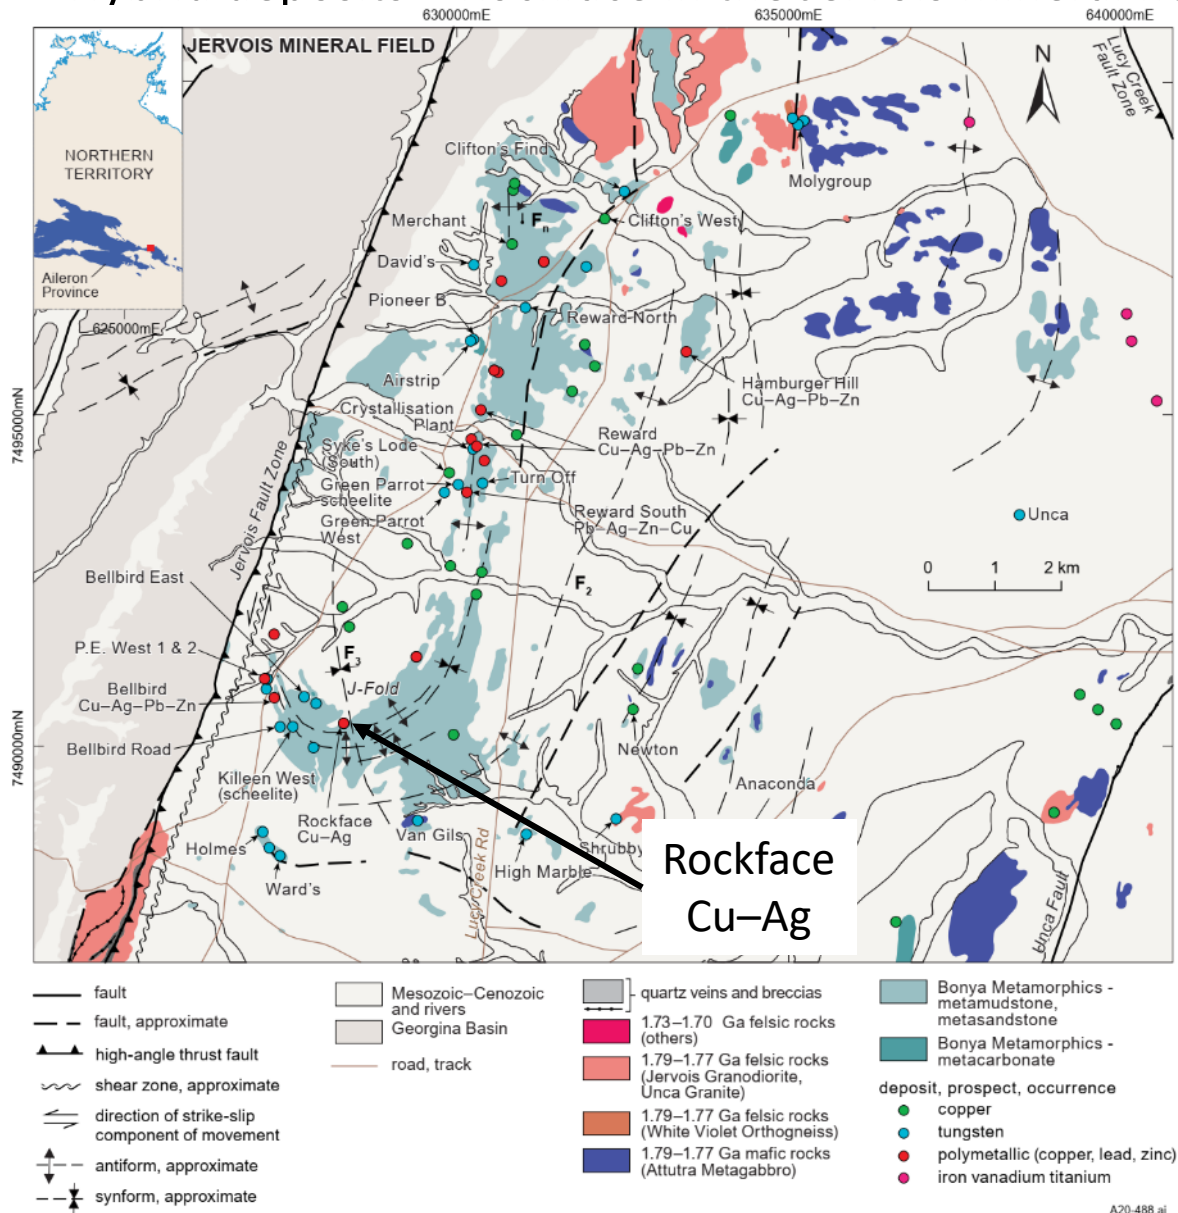 630000mE
635000mE
640000mE
JERVOIS MINERAL FIELD
Lucy Creek
Fault Zone
N
NORTHERN
TERRITORY
Aileron
Province
625000mE
Clifton's Find
Molygroup
Merchant
Fn
Clifton's West
David's
Pioneer B
Reward North
Airstrip
Hamburger Hill
Cu–Ag–Pb–Zn
7495000mN
Crystallisation
Plant
Reward
Cu–Ag–Pb–Zn
Syke's Lode
(South)
Jervois Fault Zone
Green Parrot
scheelite
Turn Off
Green Parrot
West
Reward South
Pb–Ag–Zn–Cu
Unca
Bellbird East
F2
0 1 2 km
P.E. West 1 & 2
F3
J-Fold
Bellbird
Cu–Ag–Pb–Zn
7490000mN
Bellbird Road
Newton
Killeen West
(scheelite)
Anaconda
Rockface
Cu–Ag
Holmes
Van Gils
Shrubby
High Marble
Ward's
Lucy Creek Rd
Unca Fault
Rockface
Cu–Ag
fault
fault, approximate
high-angle thrust fault
shear zone, approximate
direction of strike-slip
component of movement
antiform, approximate
synform, approximate
Mesozoic–Cenozoic
and rivers
Georgina Basin
road, track
quartz veins and breccias
1.73–1.70 Ga felsic rocks
(others)
1.79–1.77 Ga felsic rocks
(Jervois Granodiorite,
Unca Granite)
1.79–1.77 Ga felsic rocks
(White Violet Orthogneiss)
1.79–1.77 Ga mafic rocks
(Attutra Metagabbro)
Bonya Metamorphics -
metamudstone,
metasandstone
Bonya Metamorphics -
metacarbonate
deposit, prospect, occurrence
copper
tungsten
polymetallic (copper, lead, zinc)
iron vanadium titanium
A20-488.ai